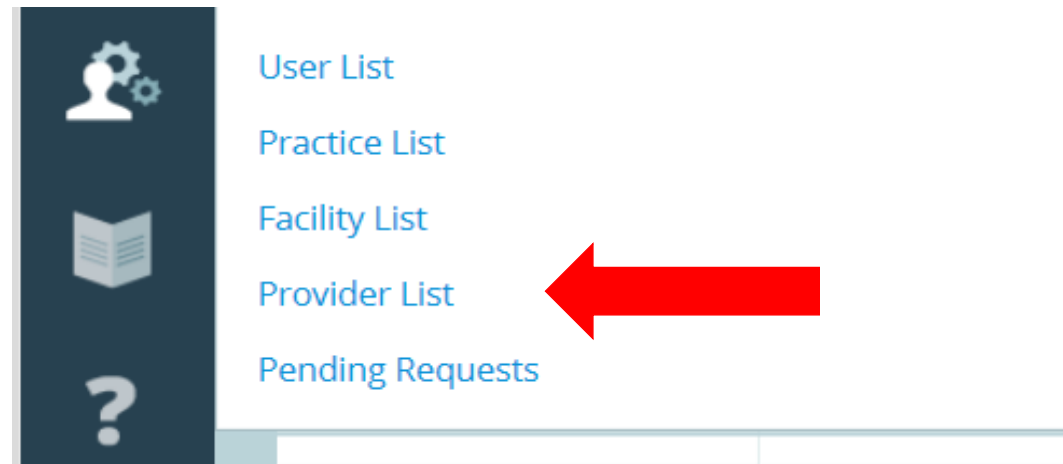 User List
Practice List
Facility List
Provider List
Pending Requests
?